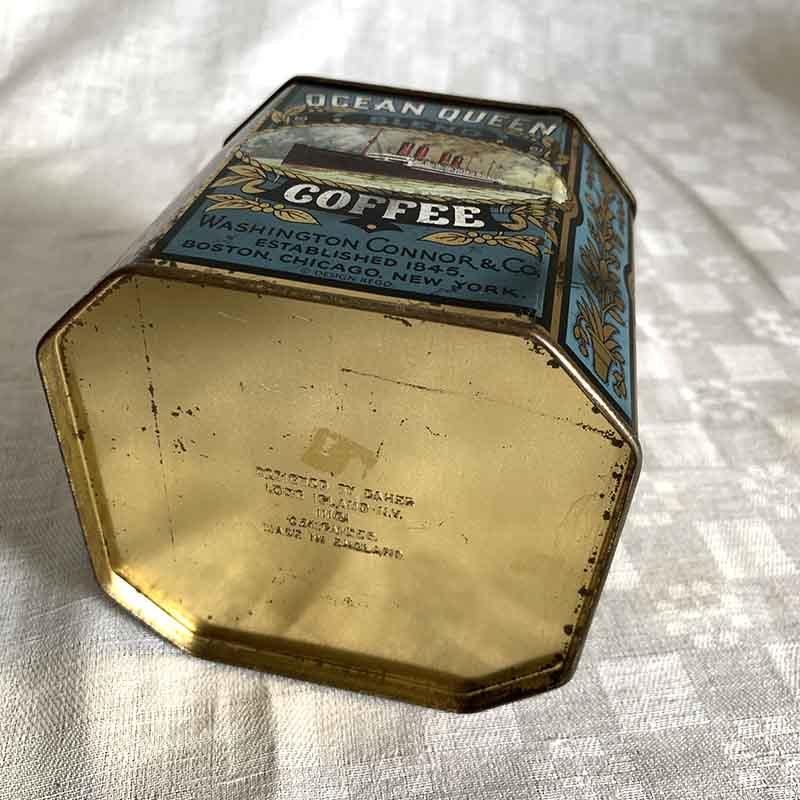 OCEAN QUEEN
BLEND
COFFEE
WASHINGTON CONNOR & CO.
ESTABLISHED 1845.
BOSTON. CHICAGO. NEW YORK.
© DESIGN REGD
DESIGNED BY DAHER
LONG ISLAND·N.Y.
MADE IN ENGLAND